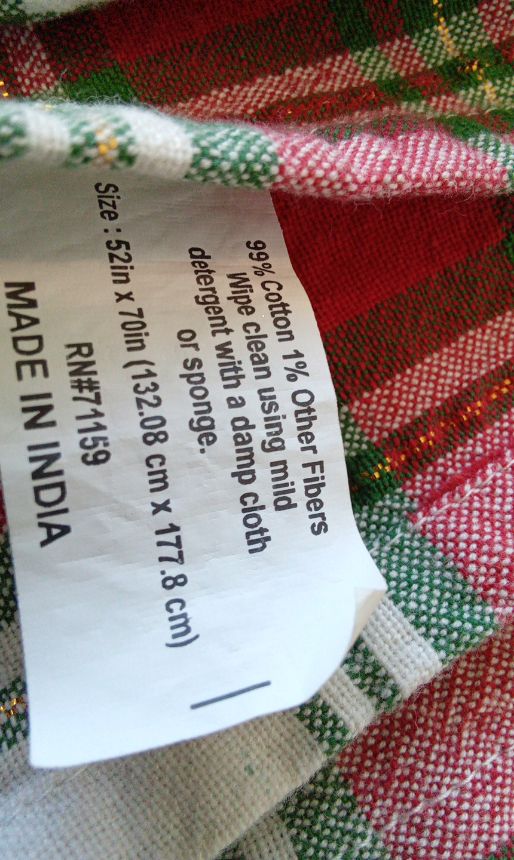 99% Cotton 1% Other Fibers
Wipe clean using mild
detergent with a damp cloth
or sponge.
Size : 52in x 70in (132.08 cm x 177.8 cm)
RN#71159
MADE IN INDIA